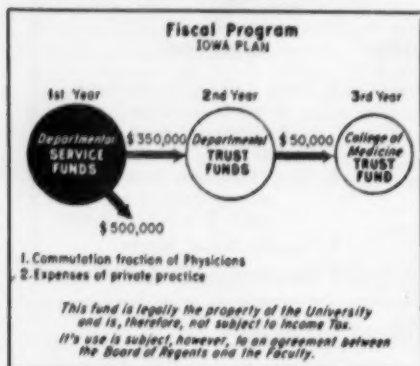 Fiscal Program
IOWA PLAN
1st Year
2nd Year
3rd Year
Departmental
SERVICE
FUNDS
$350,000
Departmental
TRUST
FUNDS
$50,000
College of
Medicine
TRUST
FUND
$500,000
1. Commutation fraction of Physicians
2. Expenses of private practice
This fund is legally the property of the University
and is, therefore, not subject to Income Tax.
It's use is subject, however, to an agreement between
the Board of Regents and the Faculty.